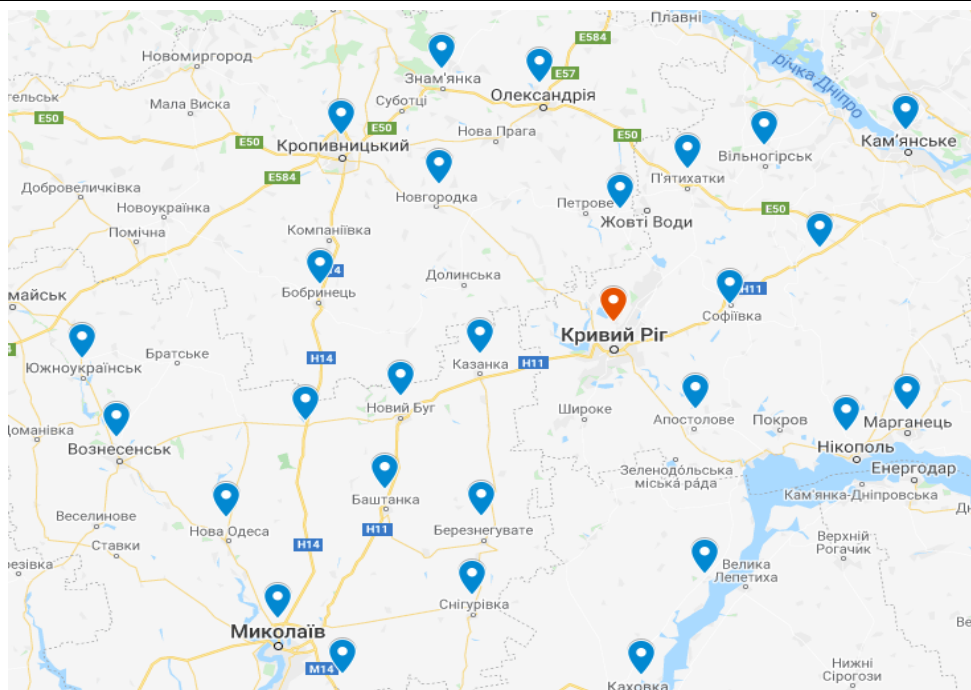 Плавні
E584
Новомиргород
Знам'янка
E57
річка Дніпро
Олександрія
Мала Виска
Суботці
E50
E50
E50
Нова Прага
E50
Кропивницький
Вільногірськ
Кам'янське
E584
П'ятихатки
Добровеличківка
Новгородка
Петрове
Новоукраїнка
E50
Жовті Води
Помічна
Компаніївка
Долинська
Бобринець
H11
майськ
Софіївка
Кривий Ріг
Братське
H14
Казанка
H11
Южноукраїнськ
Новий Буг
Широке
Апостолове
Покров
Марганець
Доманівка
Вознесенськ
Нікополь
Зеленодольська
міська рада
Енергодар
Баштанка
Кам'янка-Дніпровська
Веселинове
Нова Одеса
H11
Березнегувате
H14
Ставки
Верхній
Рогачик
Велика
Лепетиха
Снігурівка
Миколаїв
M14
Каховка
Нижні
Сірогози